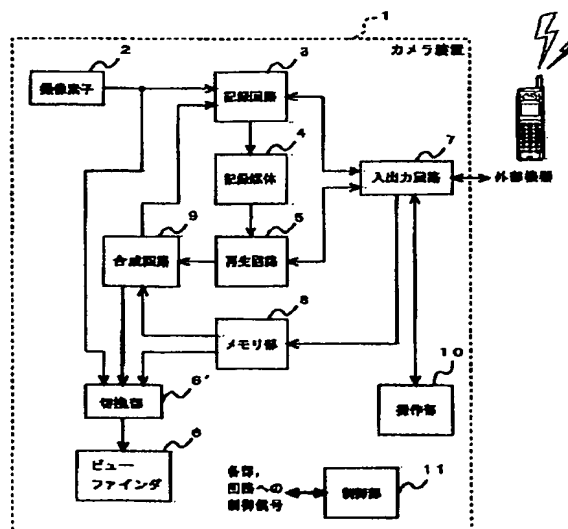 1
カメラ装置
2
撮像素子
3
記録回路
4
記録媒体
7
入出力回路
外部機器
9
合成回路
5
再生回路
8
メモリ部
10
操作部
6'
切換部
6
ビュー
ファインダ
各部,
回路への
制御信号
11
制御部